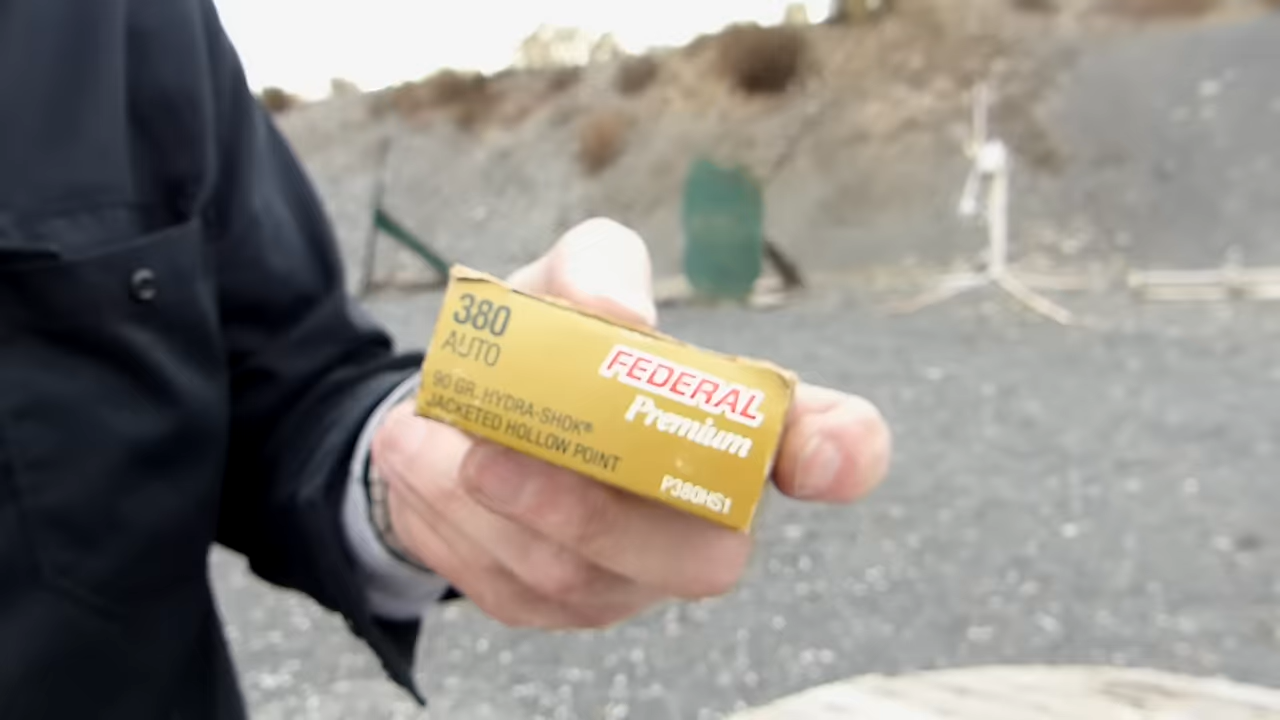 380
AUTO
90 GR. HYDRA-SHOK®
JACKETED HOLLOW POINT
FEDERAL
Premium
P380HS1